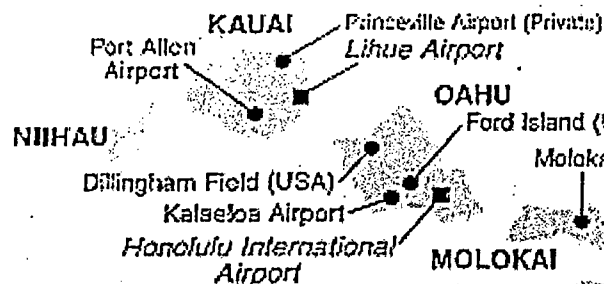 KAUAI
Princeville Airport (Private)
Port Allen
Airport
Lihue Airport
OAHU
NIIHAU
Ford Island (
Moloka
Dillingham Field (USA)
Kalaeloa Airport
Honolulu International
Airport
MOLOKAI